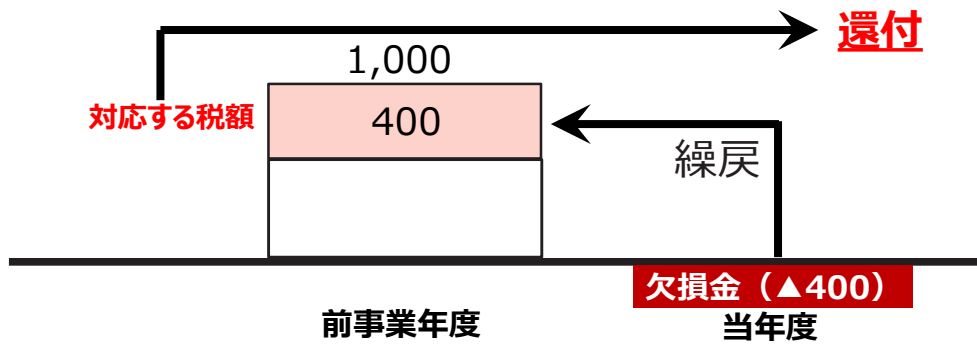 還付
1,000
対応する税額
400
繰戻
欠損金（▲400）
前事業年度
当年度